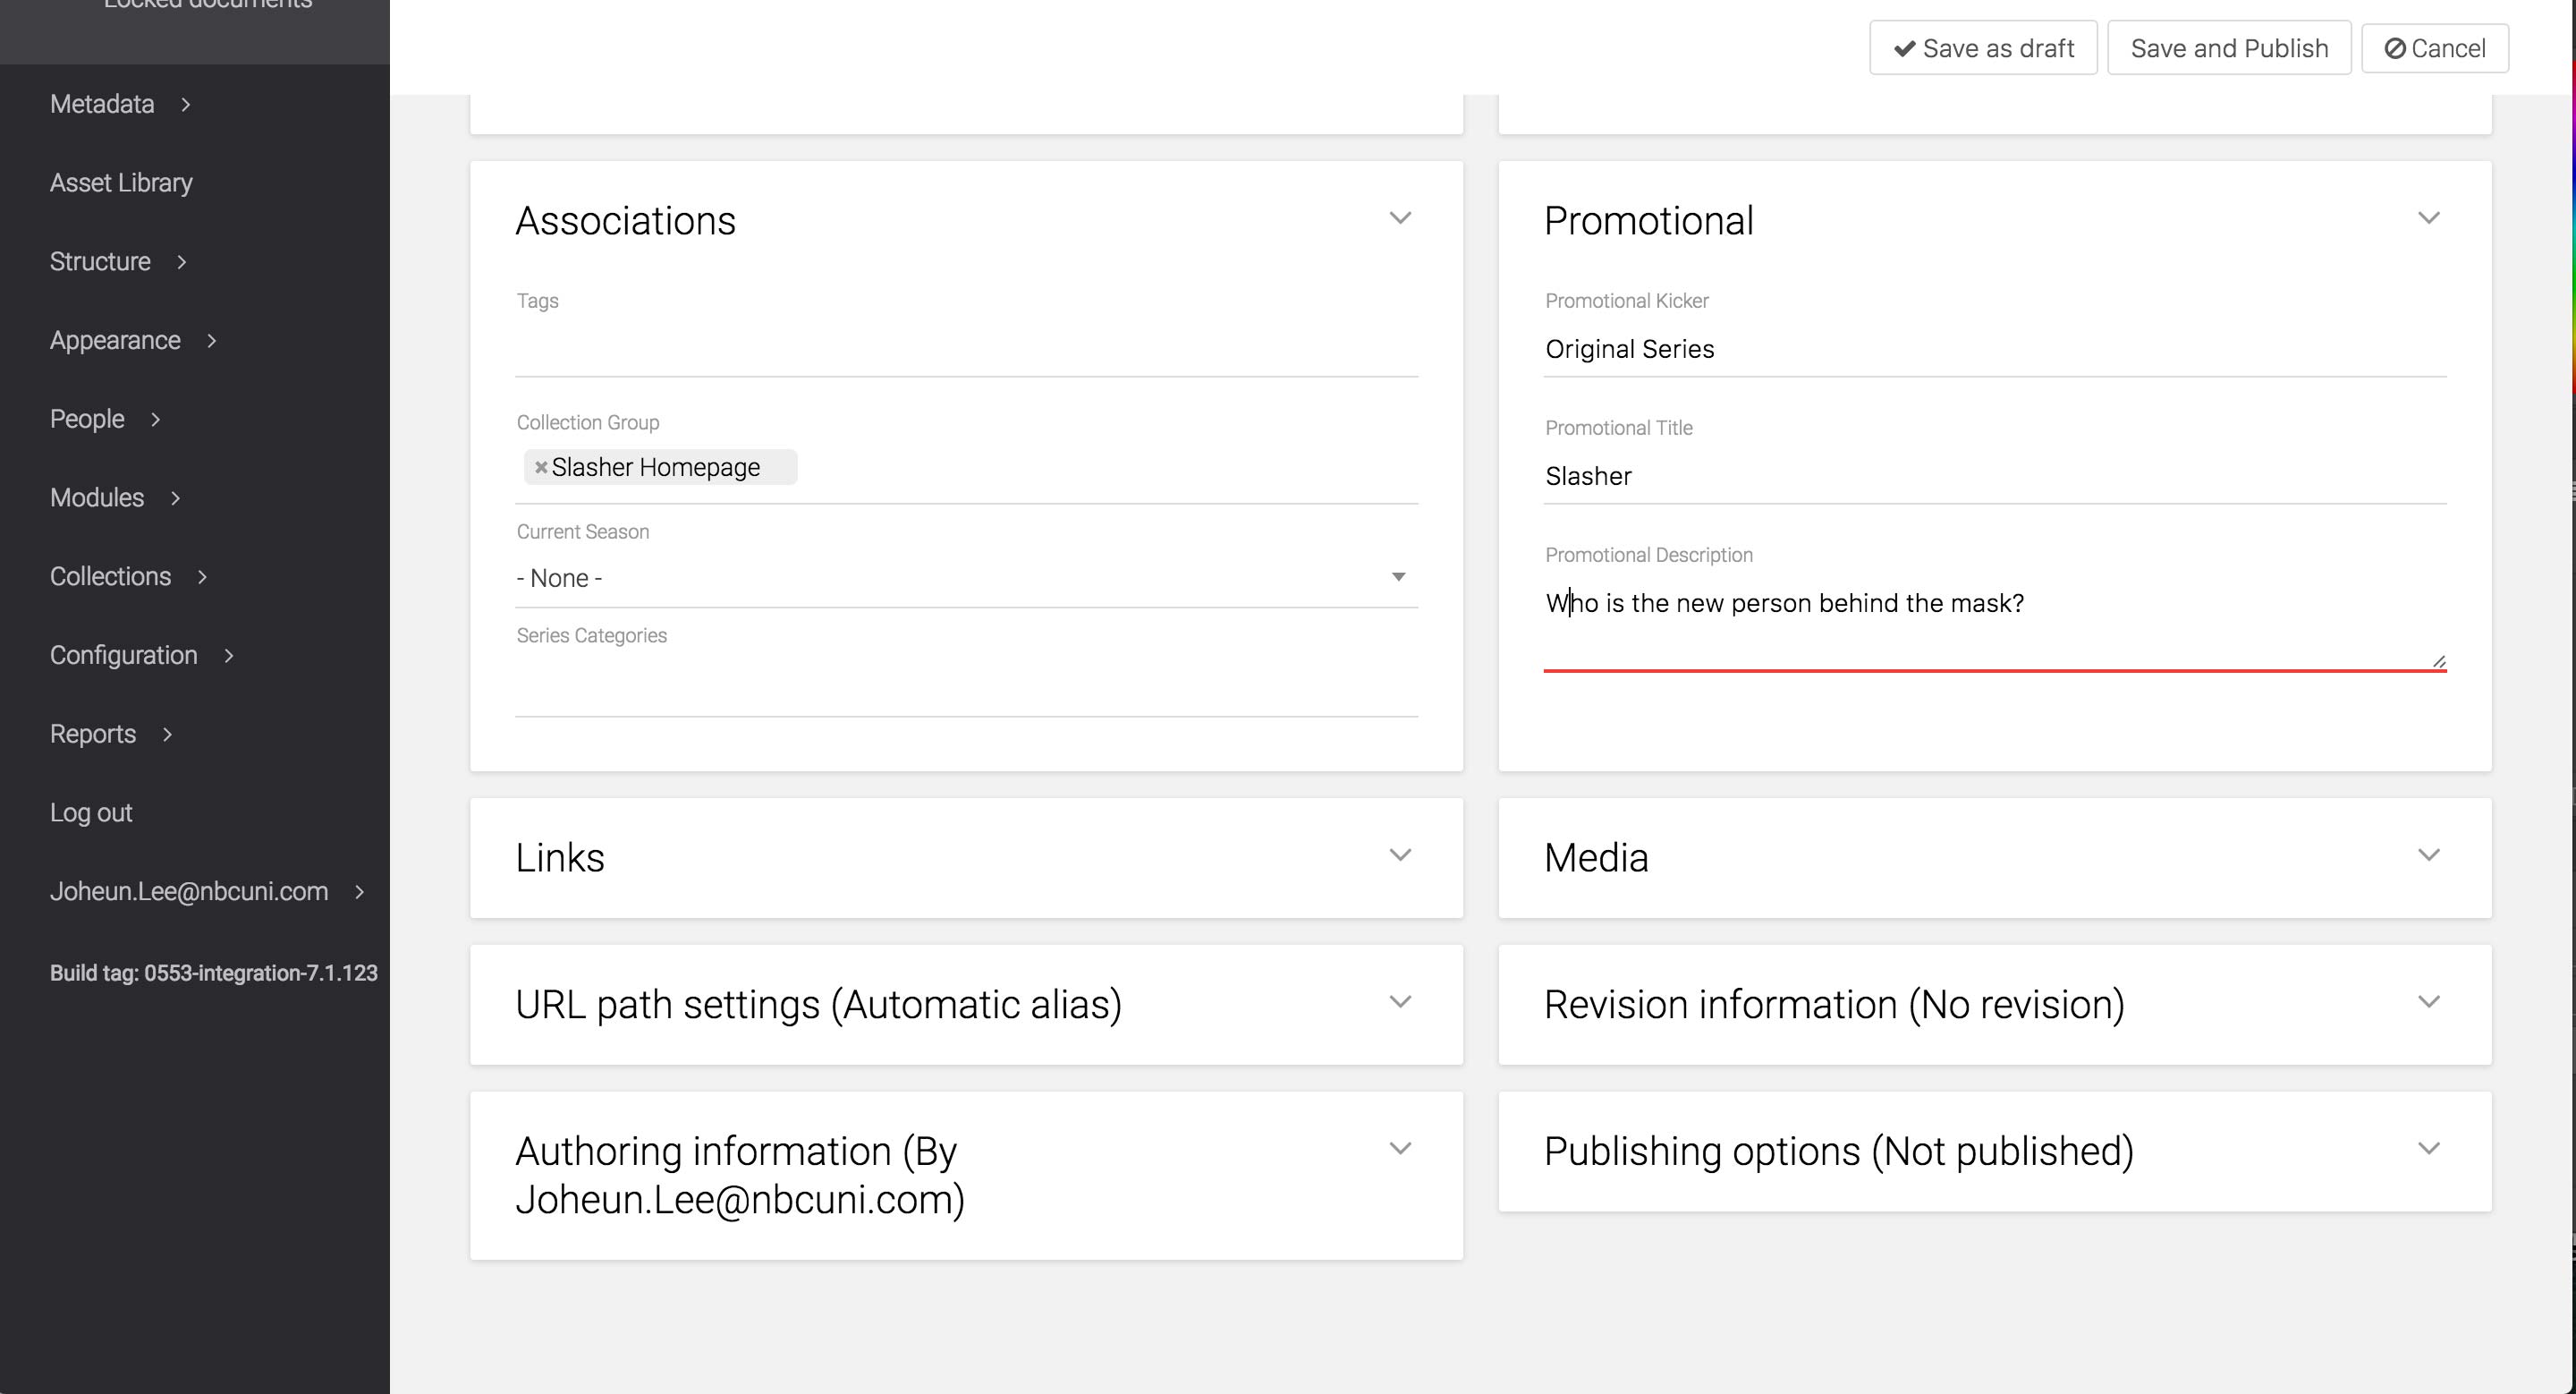 Locked documents
Metadata
Asset Library
Structure
Appearance
People
Modules
Collections
Configuration
Reports
Log out
Joheun.Lee@nbcuni.com
Build tag: 0553-integration-7.1.123
Save as draft
Save and Publish
Cancel
Associations
Tags
Collection Group
Slasher Homepage
Current Season
- None -
Series Categories
Promotional
Promotional Kicker
Original Series
Promotional Title
Slasher
Promotional Description
Who is the new person behind the mask?
Links
Media
URL path settings (Automatic alias)
Revision information (No revision)
Authoring information (By
Joheun.Lee@nbcuni.com)
Publishing options (Not published)